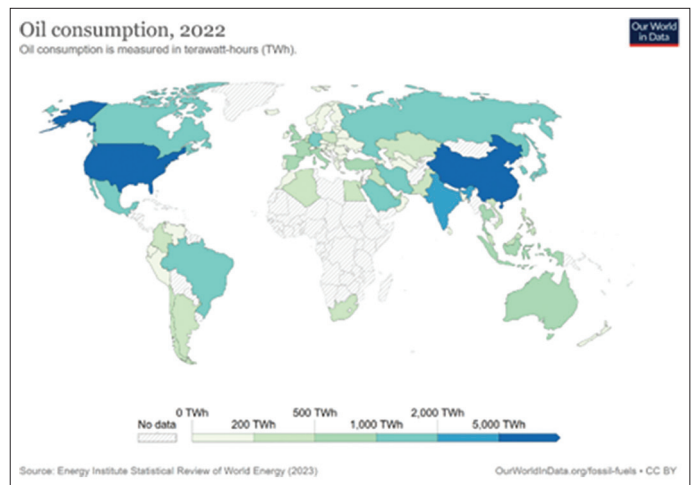 Oil consumption, 2022
Oil consumption is measured in terawatt-hours (TWh).
Our World
in Data
No data
0 TWh
200 TWh
500 TWh
1,000 TWh
2,000 TWh
5,000 TWh
Source: Energy Institute Statistical Review of World Energy (2023)
OurWorldInData.org/fossil-fuels • CC BY